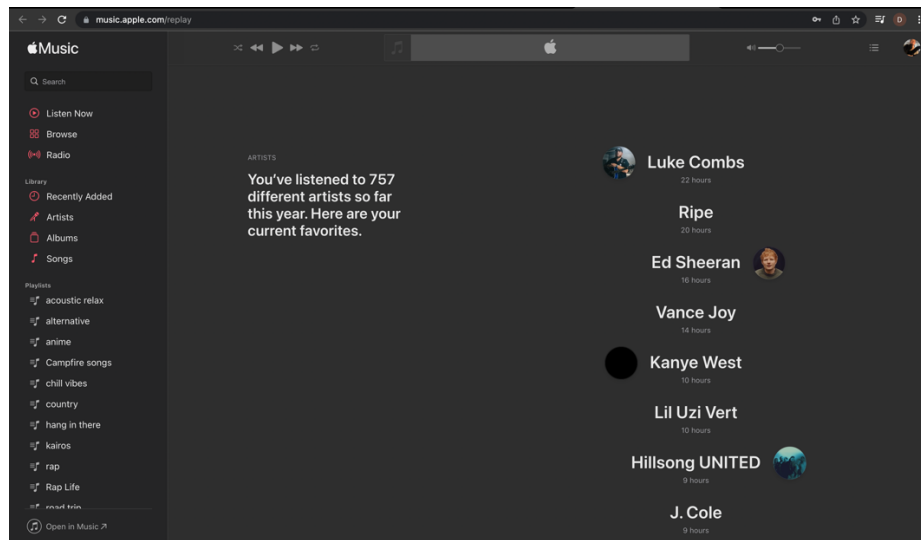 music.apple.com/replay
D
Music
Search
Listen Now
Browse
Radio
Library
Recently Added
Artists
Albums
Songs
Playlists
acoustic relax
alternative
anime
Campfire songs
chill vibes
country
hang in there
kairos
rap
Rap Life
road trip
Open in Music
ARTISTS
You've listened to 757
different artists so far
this year. Here are your
current favorites.
Luke Combs
22 hours
Ripe
20 hours
Ed Sheeran
16 hours
Vance Joy
14 hours
Kanye West
10 hours
Lil Uzi Vert
10 hours
Hillsong UNITED
9 hours
J. Cole
9 hours